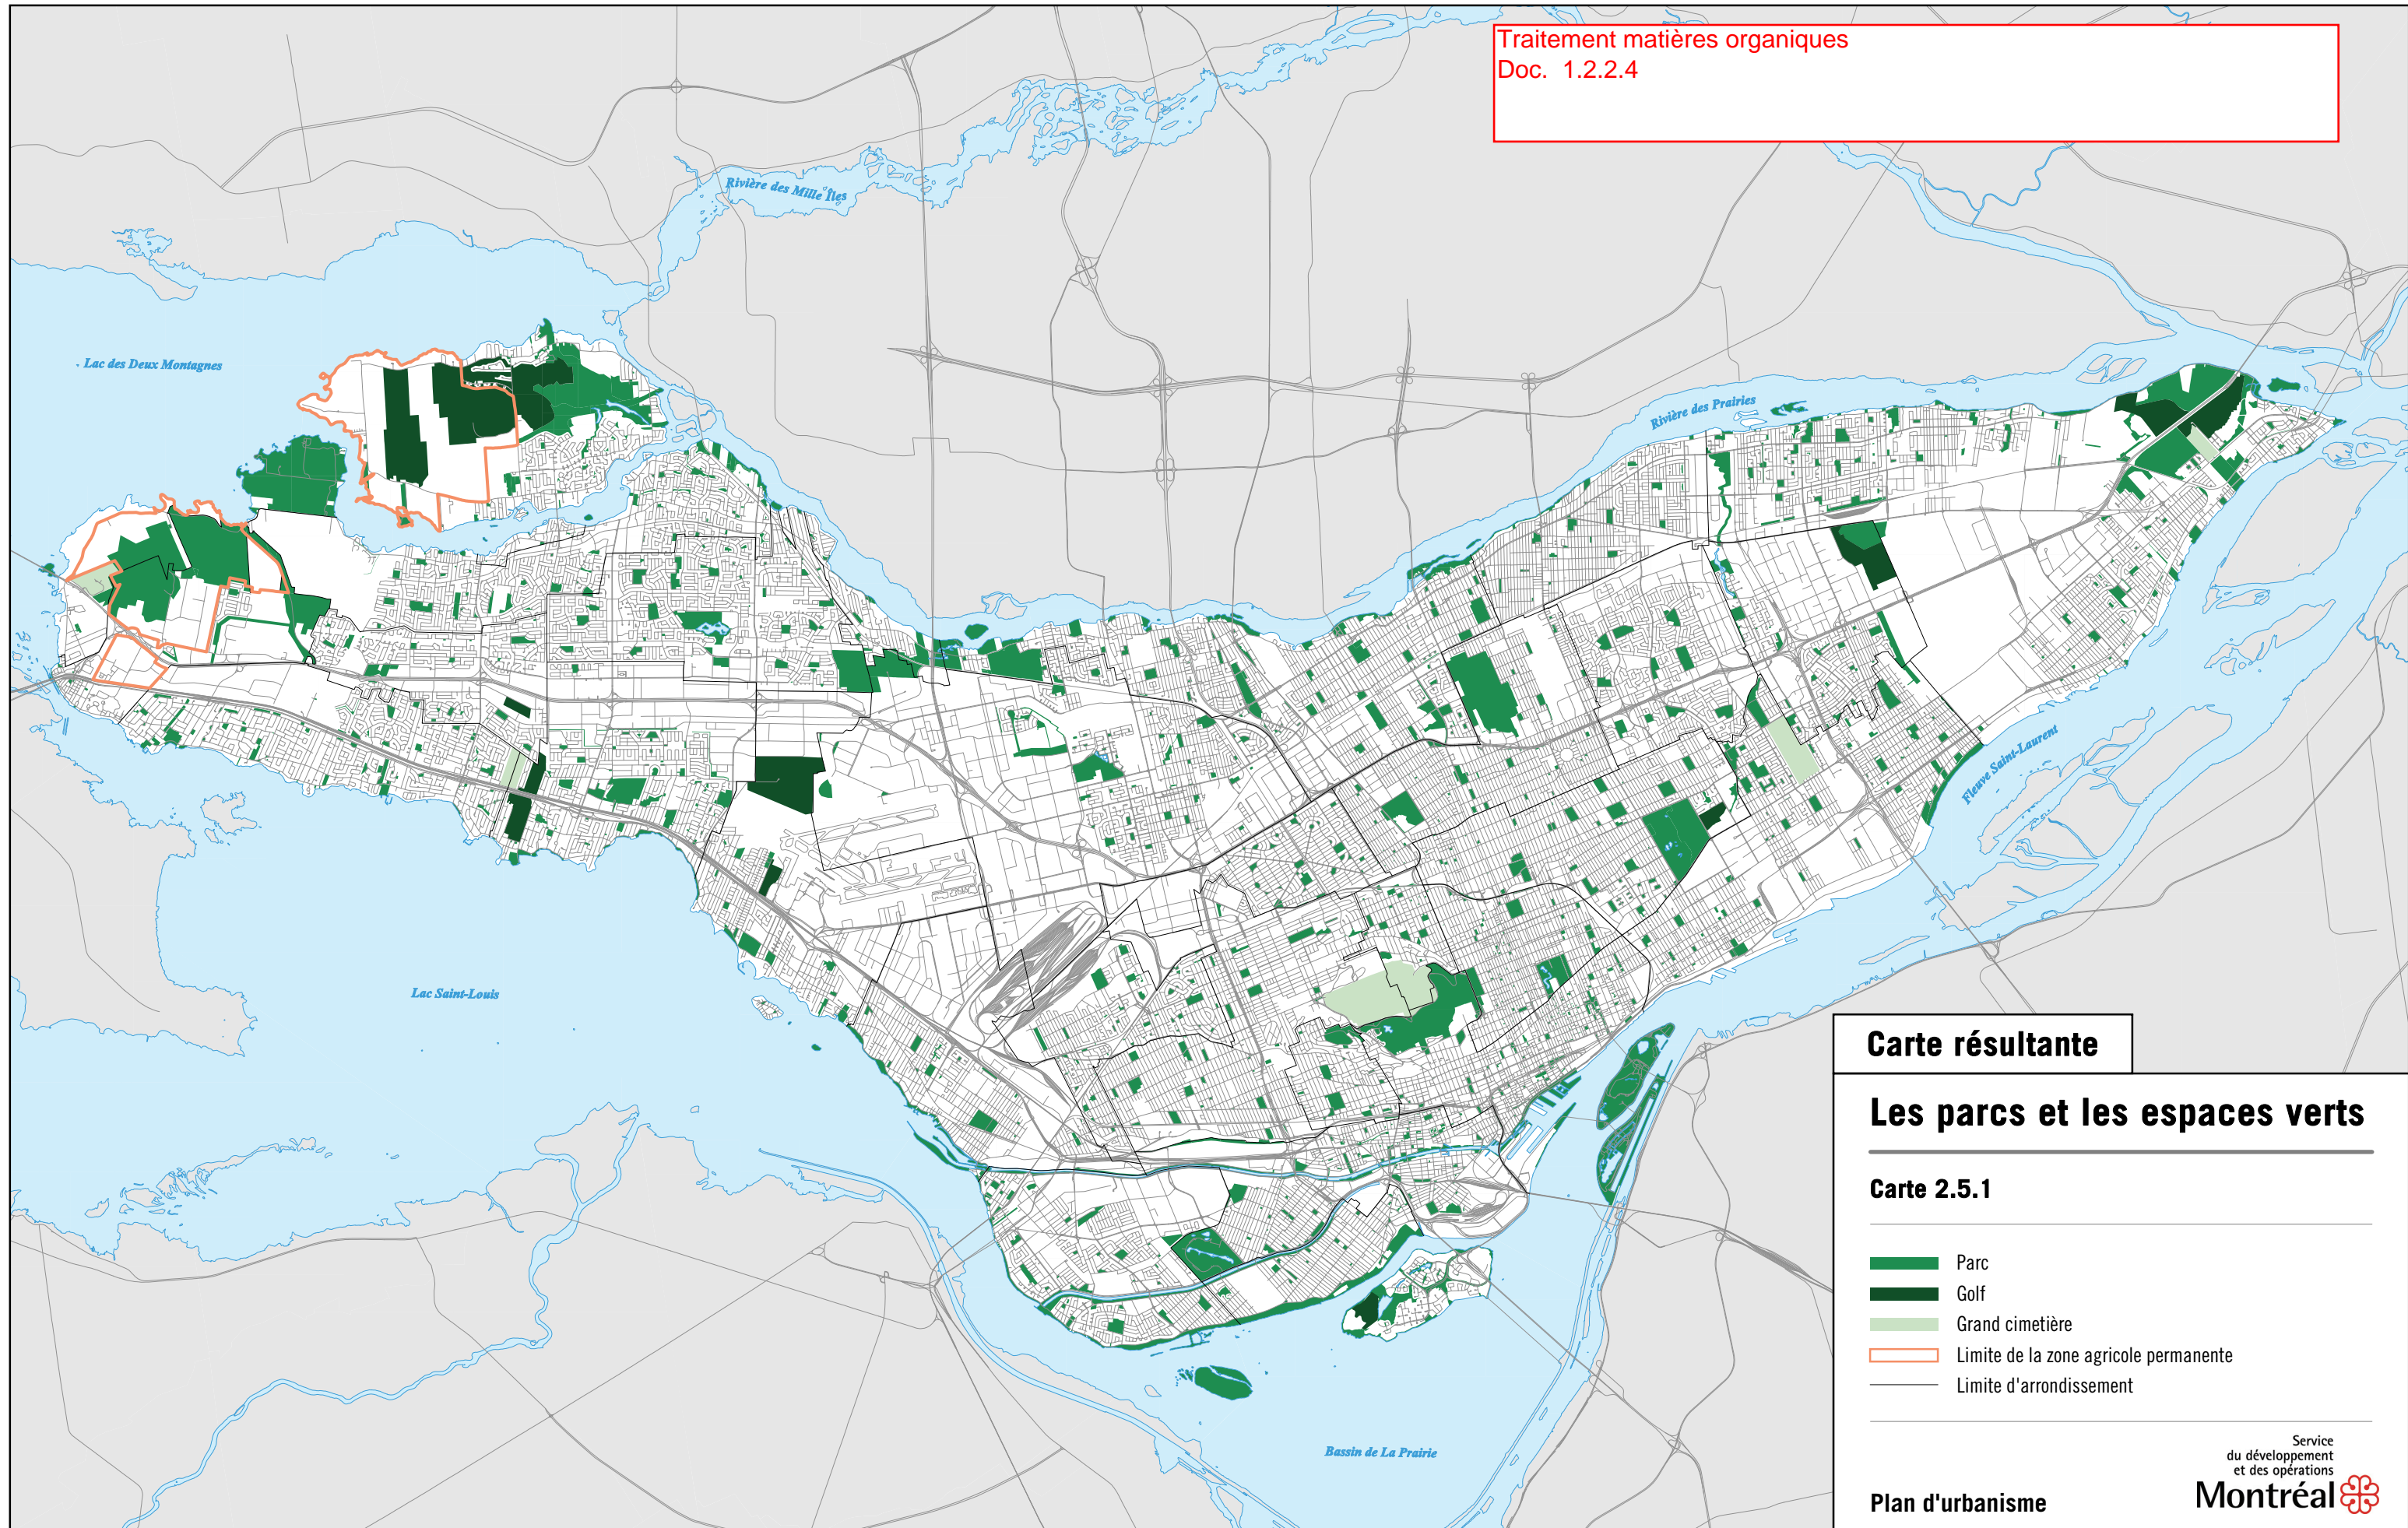 Traitement matières organiques
Doc. 1.2.2.4
Rivière des Mille Îles
Lac des Deux Montagnes
Rivière des Prairies
Fleuve Saint-Laurent
Lac Saint-Louis
Bassin de La Prairie
Carte résultante
Les parcs et les espaces verts
Carte 2.5.1
Parc
Golf
Grand cimetière
Limite de la zone agricole permanente
Limite d'arrondissement
Service
du développement
et des opérations
Montréal
Plan d'urbanisme